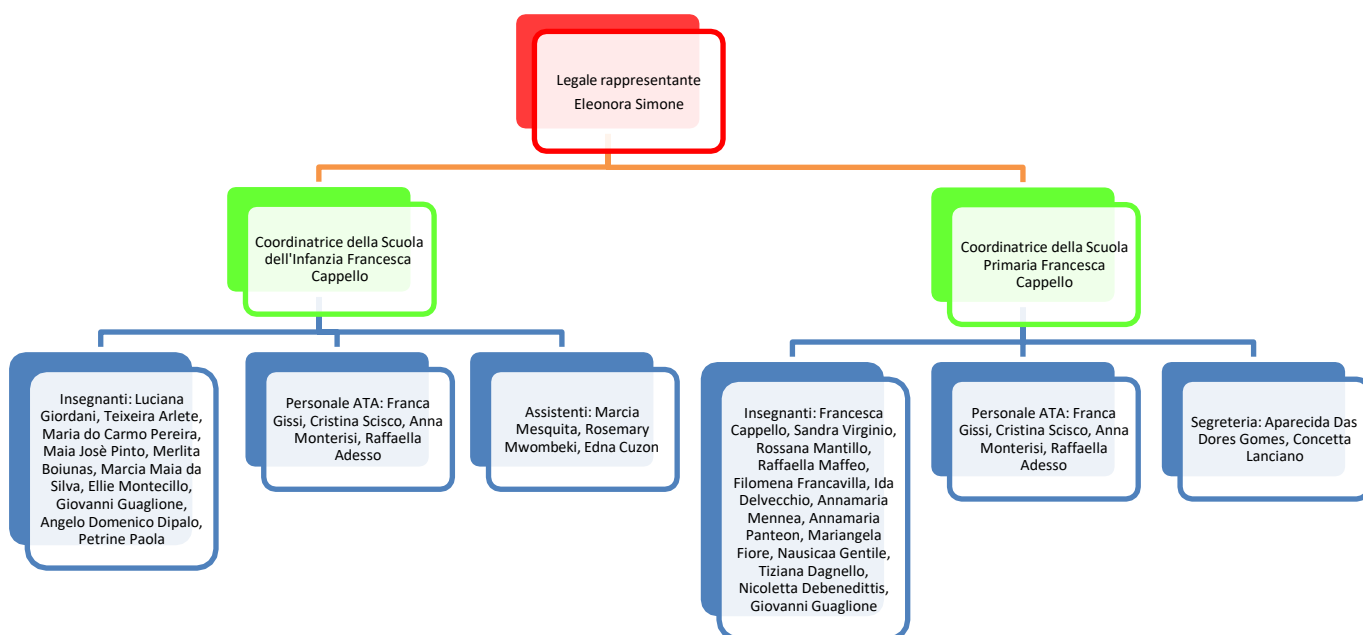 Legale rappresentante
Eleonora Simone
Coordinatrice della Scuola
dell'Infanzia Francesca
Cappello
Coordinatrice della Scuola
Primaria Francesca
Cappello
Insegnanti: Luciana
Giordani, Teixeira Arlete,
Maria do Carmo Pereira,
Maia Josè Pinto, Merlita
Boiunas, Marcia Maia da
Silva, Ellie Montecillo,
Giovanni Guaglione,
Angelo Domenico Dipalo,
Petrine Paola
Personale ATA: Franca
Gissi, Cristina Scisco, Anna
Monterisi, Raffaella
Adesso
Assistenti: Marcia
Mesquita, Rosemary
Mwombeki, Edna Cuzon
Insegnanti: Francesca
Cappello, Sandra Virginio,
Rossana Mantillo,
Raffaella Maffeo,
Filomena Francavilla, Ida
Delvecchio, Annamaria
Mennea, Annamaria
Panteon, Mariangela
Fiore, Nausicaa Gentile,
Tiziana Dagnello,
Nicoletta Debenedittis,
Giovanni Guaglione
Personale ATA: Franca
Gissi, Cristina Scisco, Anna
Monterisi, Raffaella
Adesso
Segreteria: Aparecida Das
Dores Gomes, Concetta
Lanciano